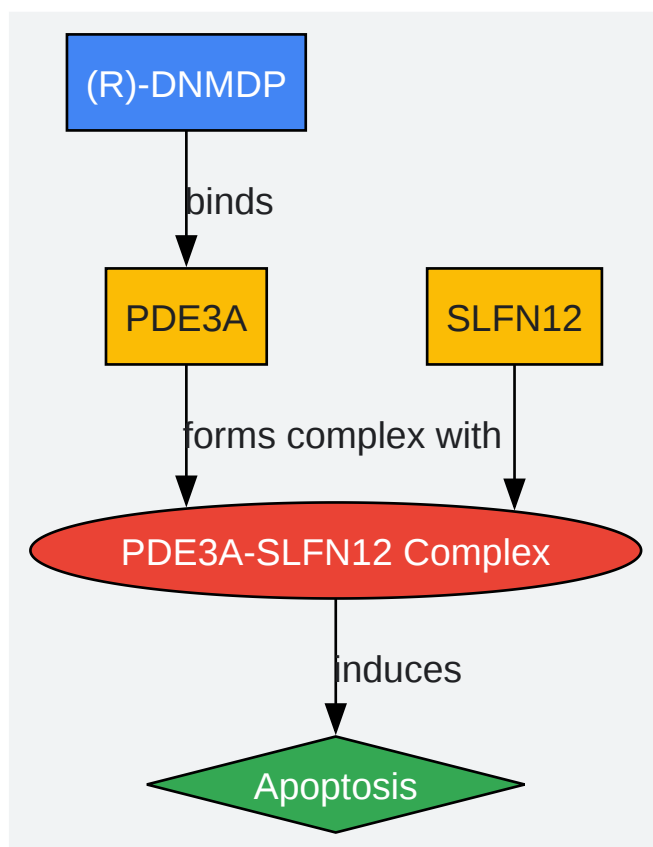 (R)-DNMDP
binds
PDE3A
SLFN12
forms complex with
PDE3A-SLFN12 Complex
induces
Apoptosis